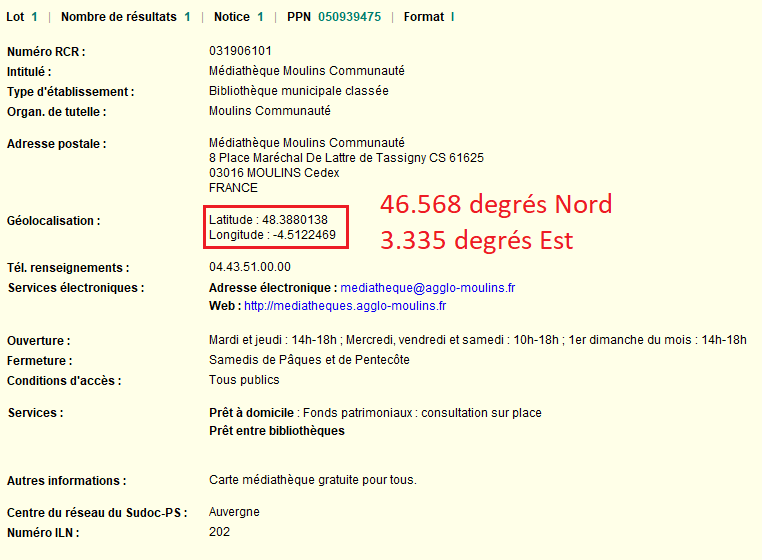 Lot 1 | Nombre de résultats 1 | Notice 1 | PPN 050939475 | Format I
Numéro RCR : 031906101
Intitulé : Médiathèque Moulins Communauté
Type d'établissement : Bibliothèque municipale classée
Organ. de tutelle : Moulins Communauté
Adresse postale : Médiathèque Moulins Communauté
8 Place Maréchal De Lattre de Tassigny CS 61625
03016 MOULINS Cedex
FRANCE
Géolocalisation : Latitude : 48.3880138
Longitude : -4.5122469
46.568 degrés Nord
3.335 degrés Est
Tél. renseignements : 04.43.51.00.00
Services électroniques : Adresse électronique : mediatheque@agglo-moulins.fr
Web : http://mediatheques.agglo-moulins.fr
Ouverture : Mardi et jeudi : 14h-18h ; Mercredi, vendredi et samedi : 10h-18h ; 1er dimanche du mois : 14h-18h
Fermeture : Samedis de Pâques et de Pentecôte
Conditions d'accès : Tous publics
Services : Prêt à domicile : Fonds patrimoniaux : consultation sur place
Prêt entre bibliothèques
Autres informations : Carte médiathèque gratuite pour tous.
Centre du réseau du Sudoc-PS : Auvergne
Numéro ILN : 202